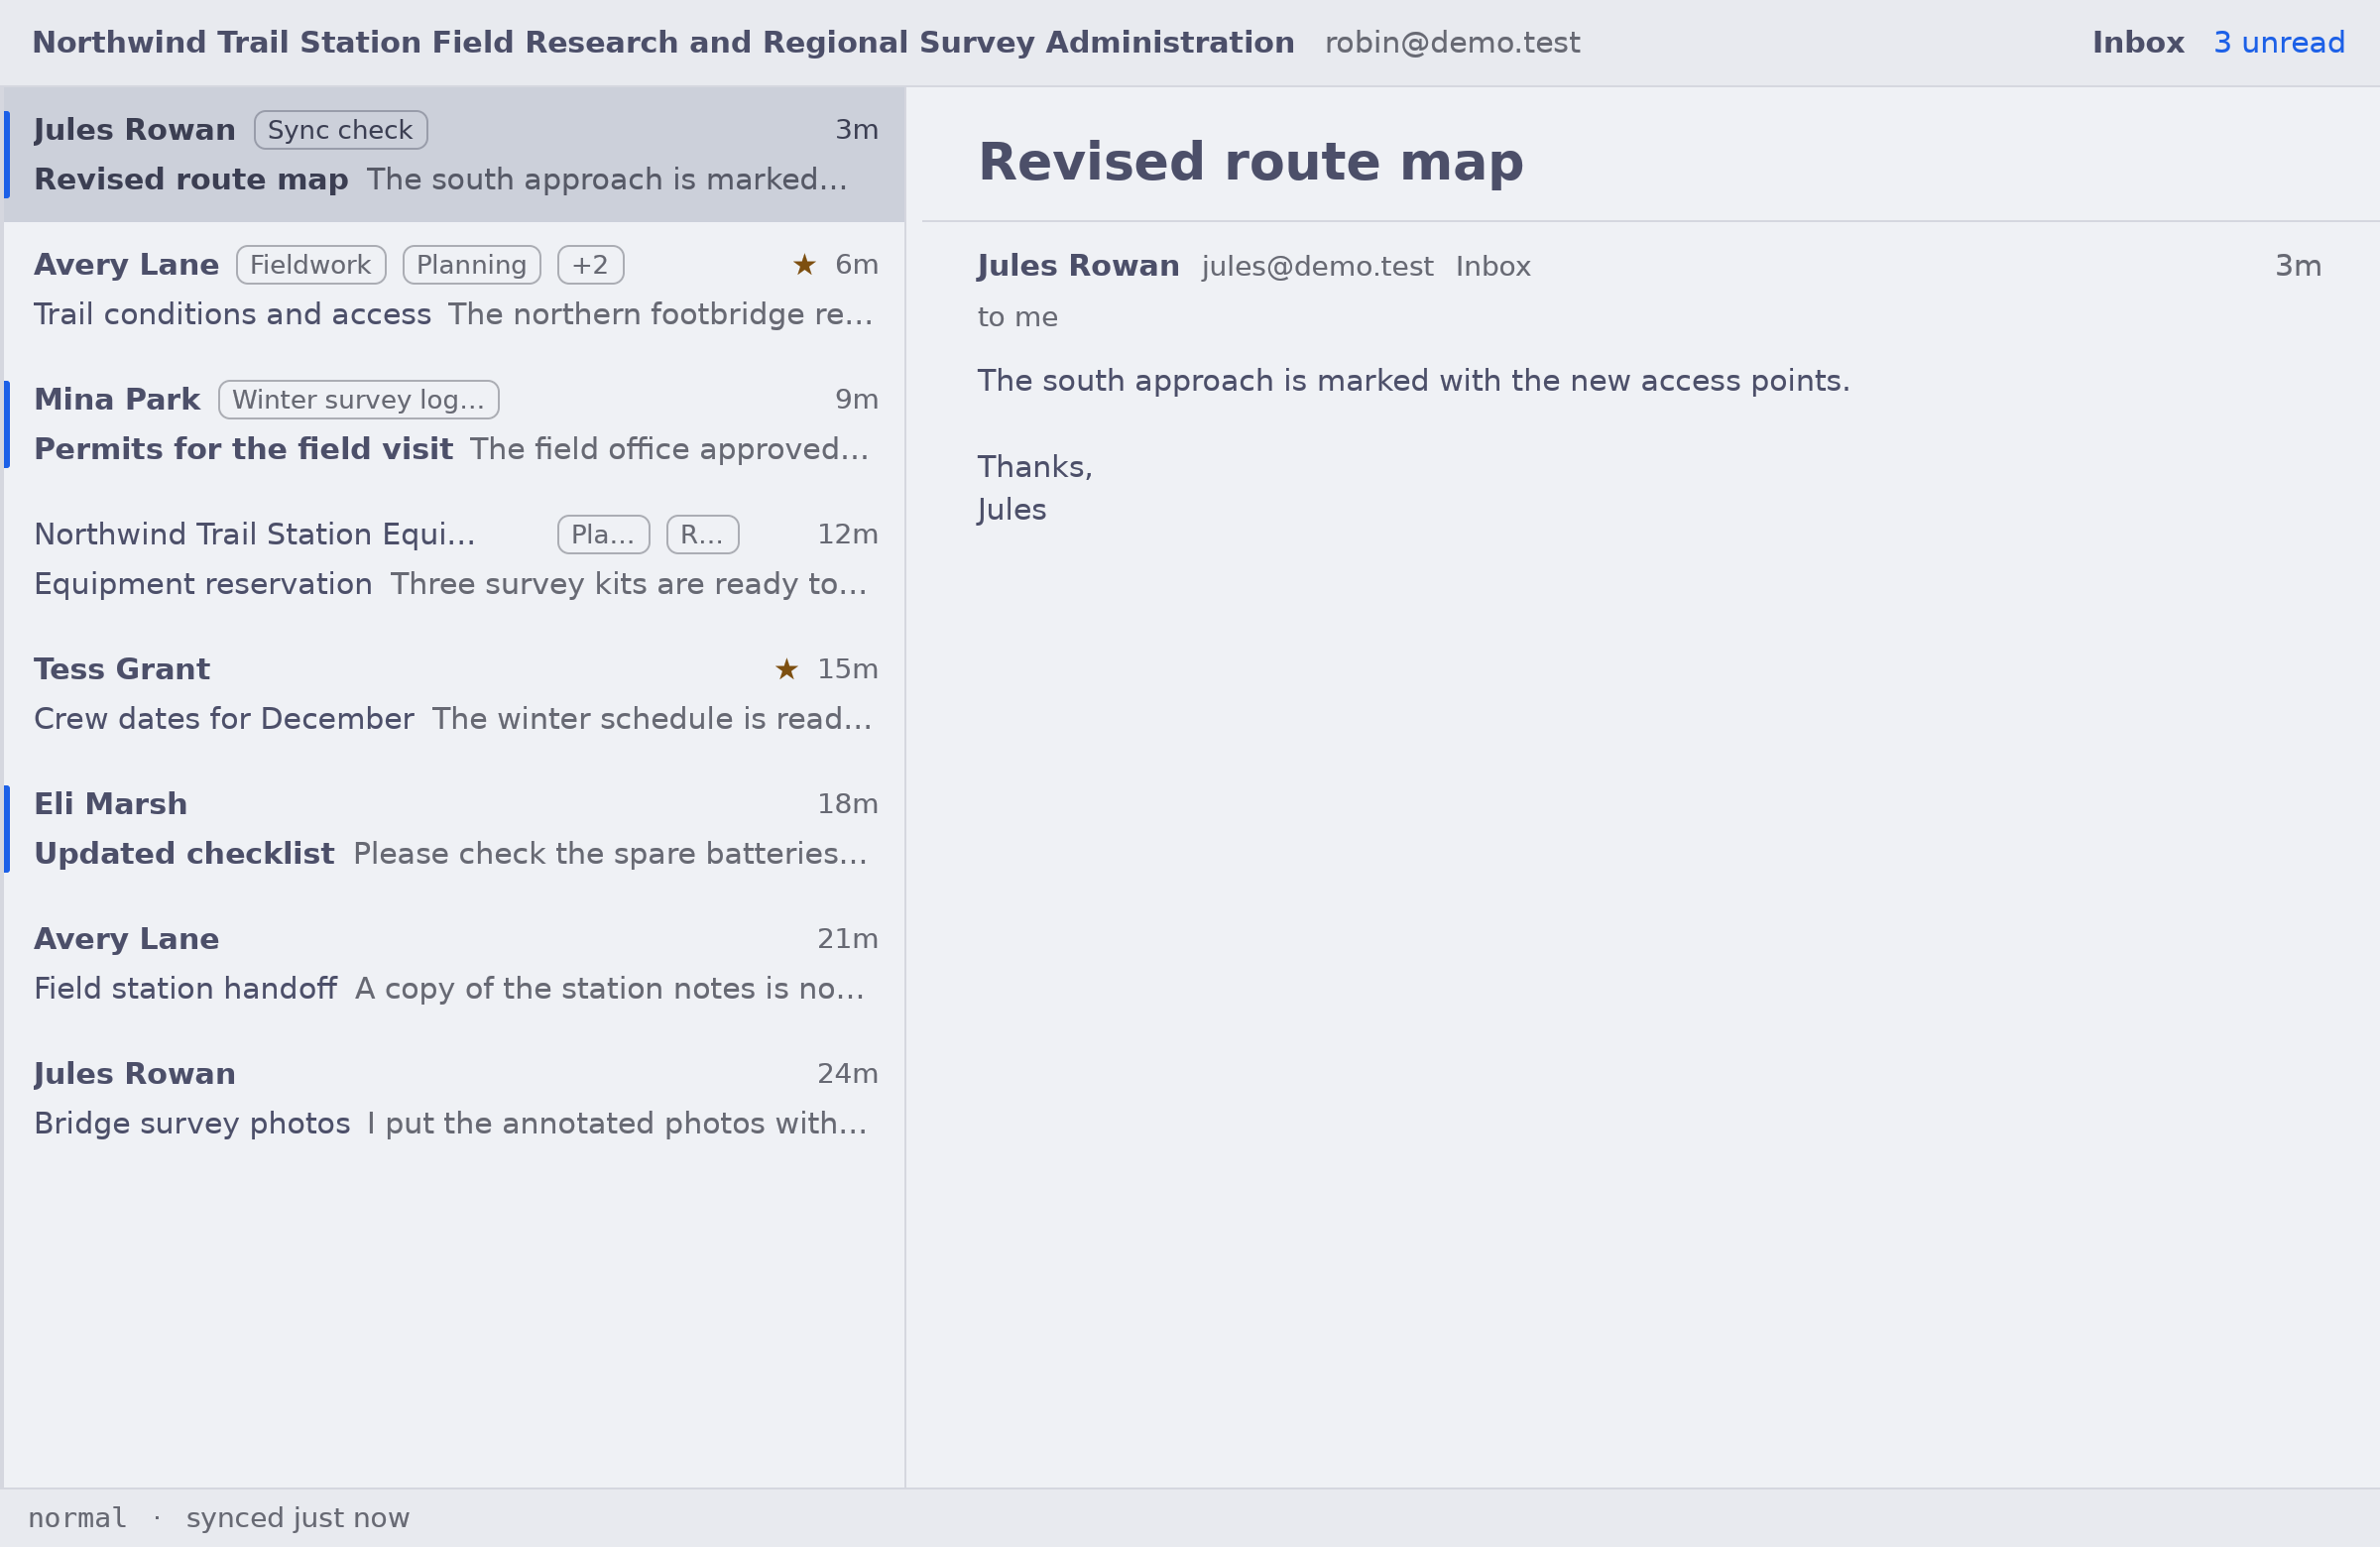 Northwind Trail Station Field Research and Regional Survey Administration robin@demo.test Inbox 3 unread
Jules Rowan Sync check 3m
Revised route map The south approach is marked…
Avery Lane Fieldwork Planning +2 ★ 6m
Trail conditions and access The northern footbridge re…
Mina Park Winter survey log… 9m
Permits for the field visit The field office approved…
Northwind Trail Station Equi… Pla… R… 12m
Equipment reservation Three survey kits are ready to…
Tess Grant ★ 15m
Crew dates for December The winter schedule is read…
Eli Marsh 18m
Updated checklist Please check the spare batteries…
Avery Lane 21m
Field station handoff A copy of the station notes is no…
Jules Rowan 24m
Bridge survey photos I put the annotated photos with…
Revised route map
Jules Rowan jules@demo.test Inbox 3m
to me
The south approach is marked with the new access points.
Thanks,
Jules
normal · synced just now